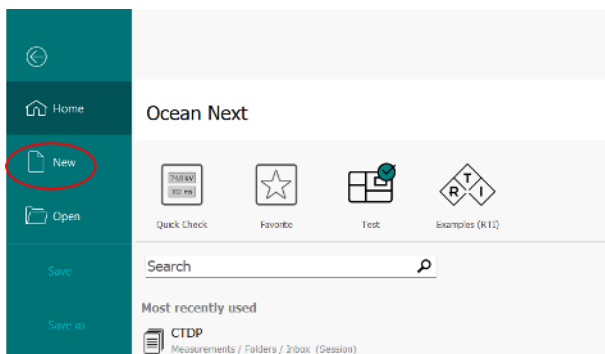 Home
New
Open
Save
Save as
Ocean Next
Quick Check
Favorite
Test
Examples (RTI)
Search
Most recently used
CTDP
Measurements / Folders / Inbox (Session)